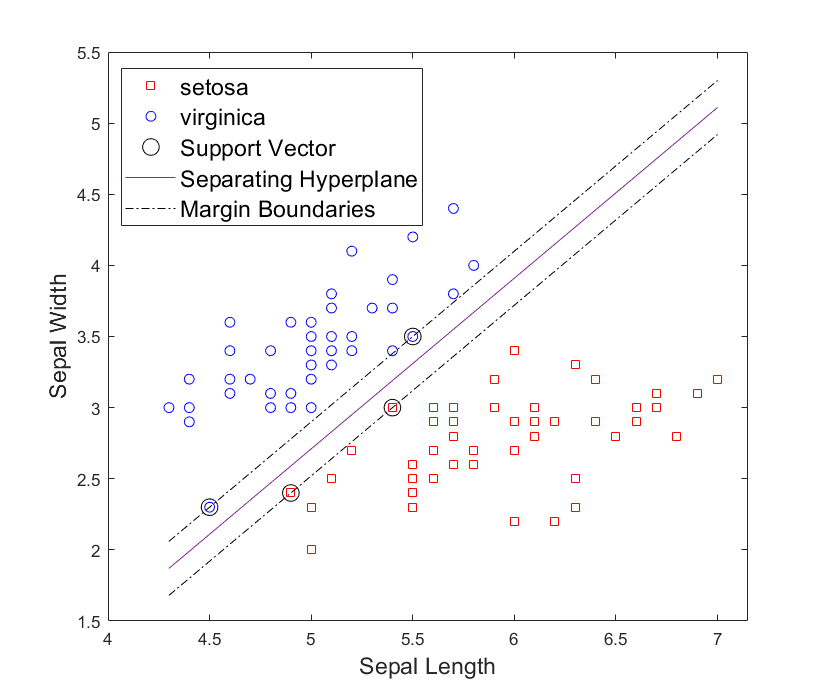 5.5
setosa
virginica
Support Vector
Separating Hyperplane
Margin Boundaries
5
4.5
4
3.5
3
2.5
2
1.5
Sepal Width
4
4.5
5
5.5
6
6.5
7
Sepal Length